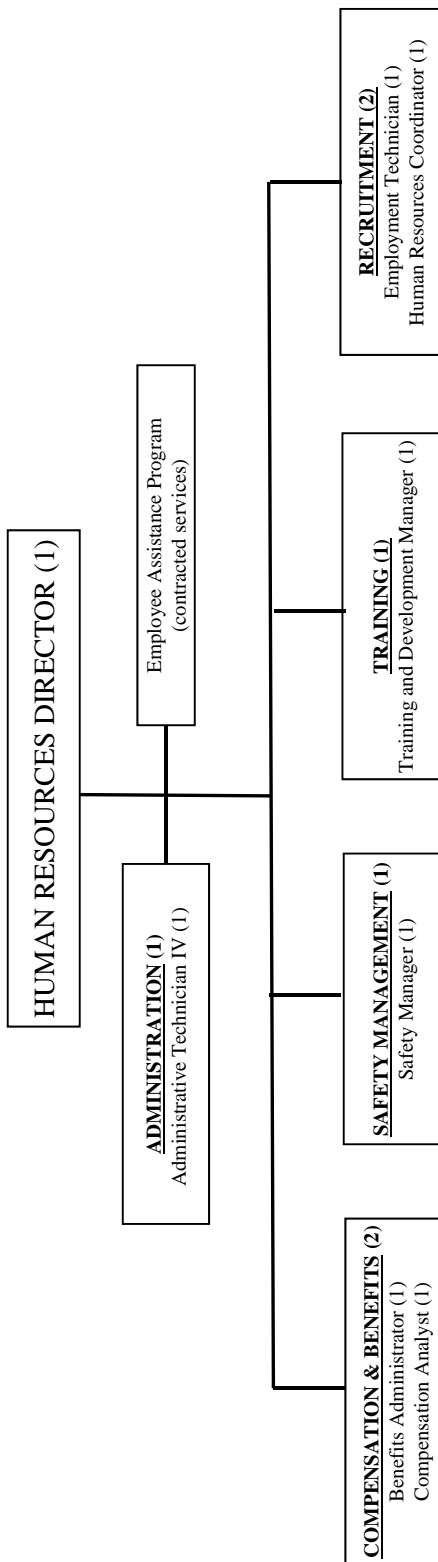 HUMAN RESOURCES DIRECTOR (1)
ADMINISTRATION (1)
Administrative Technician IV (1)
Employee Assistance Program
(contracted services)
COMPENSATION & BENEFITS (2)
Benefits Administrator (1)
Compensation Analyst (1)
SAFETY MANAGEMENT (1)
Safety Manager (1)
TRAINING (1)
Training and Development Manager (1)
RECRUITMENT (2)
Employment Technician (1)
Human Resources Coordinator (1)